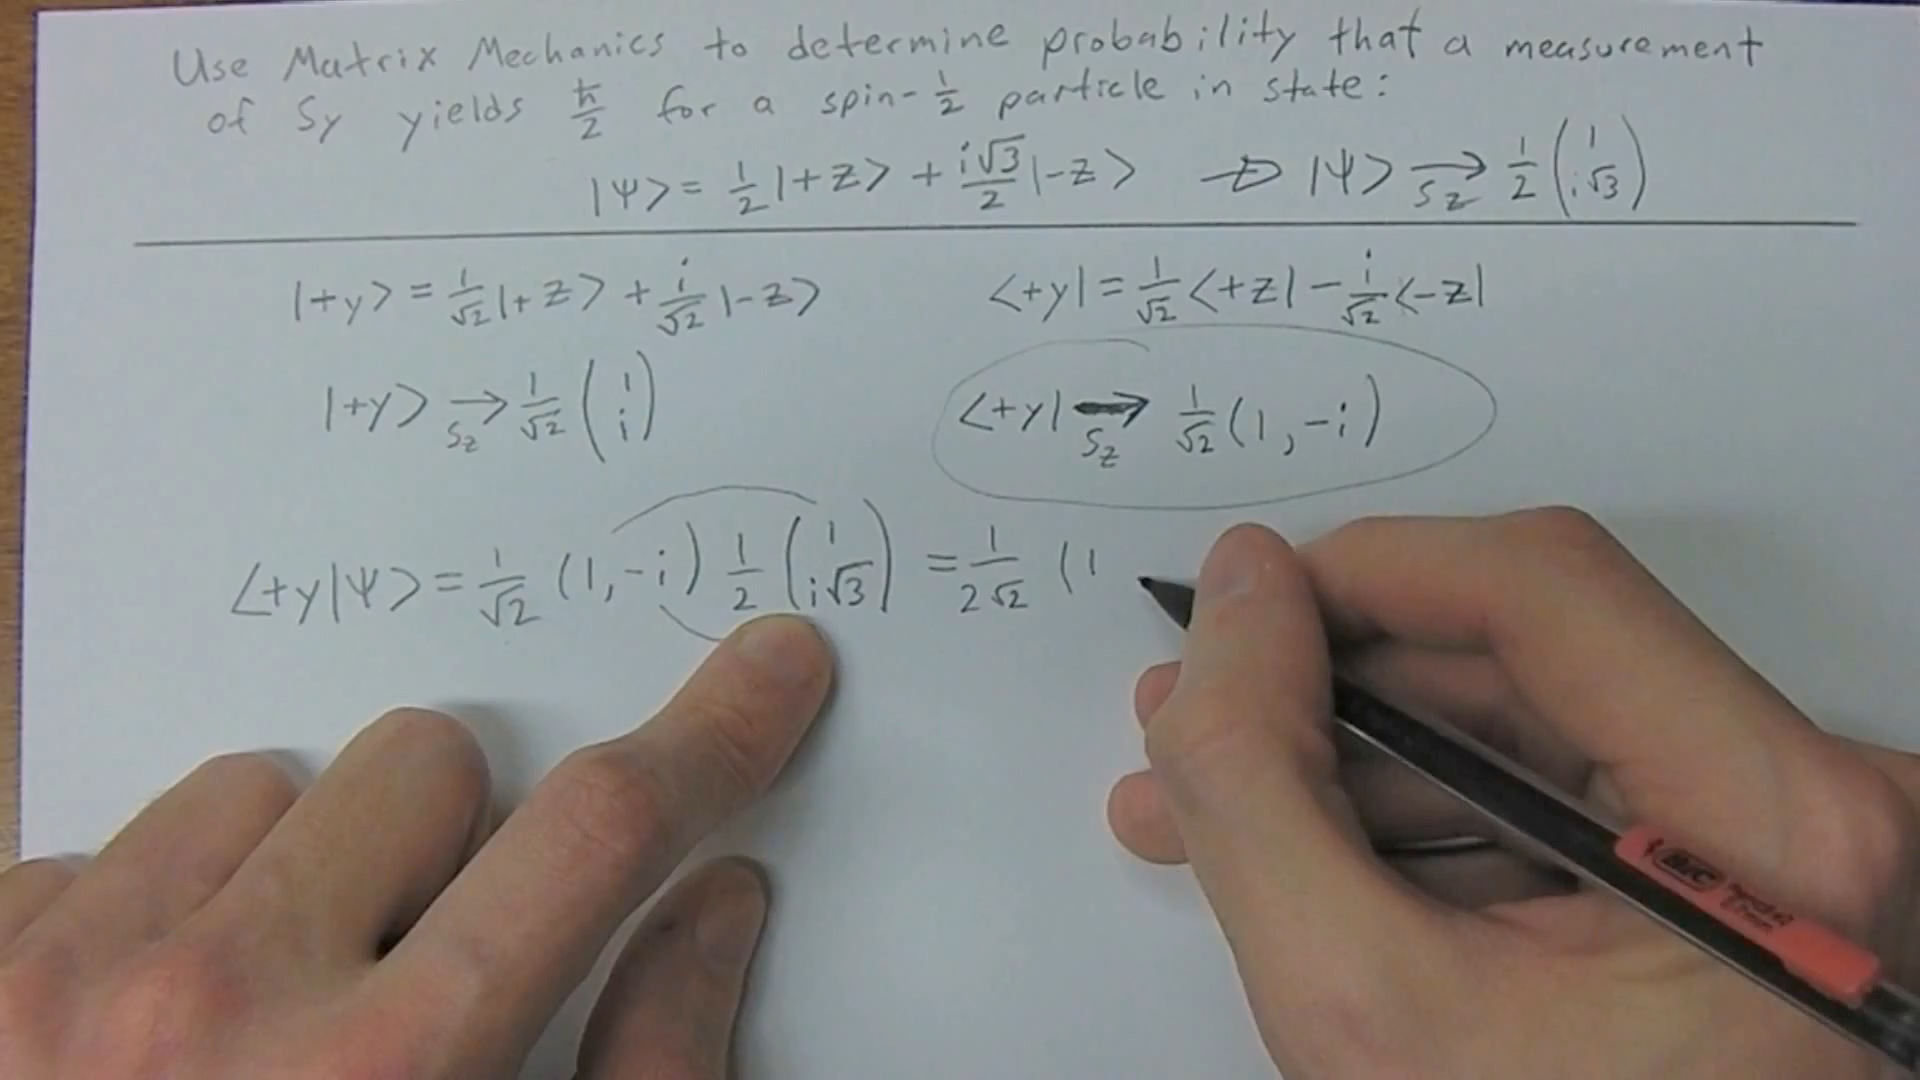 Use Matrix Mechanics to determine probability that a measurement
of Sy yields ħ/2 for a spin-1/2 particle in state:
|Ψ> = 1/2 |+z> + i√3/2 |-z> → |Ψ> →Sz 1/2 (1 i√3)
|+y> = 1/√2 |+z> + i/√2 |-z> <+y| = 1/√2 <+z| - i/√2 <-z|
|+y> →Sz 1/√2 (1 i) <+y| →Sz 1/√2 (1, -i)
<+y|Ψ> = 1/√2 (1, -i) 1/2 (1 i√3) = 1/2√2 (1
BIC